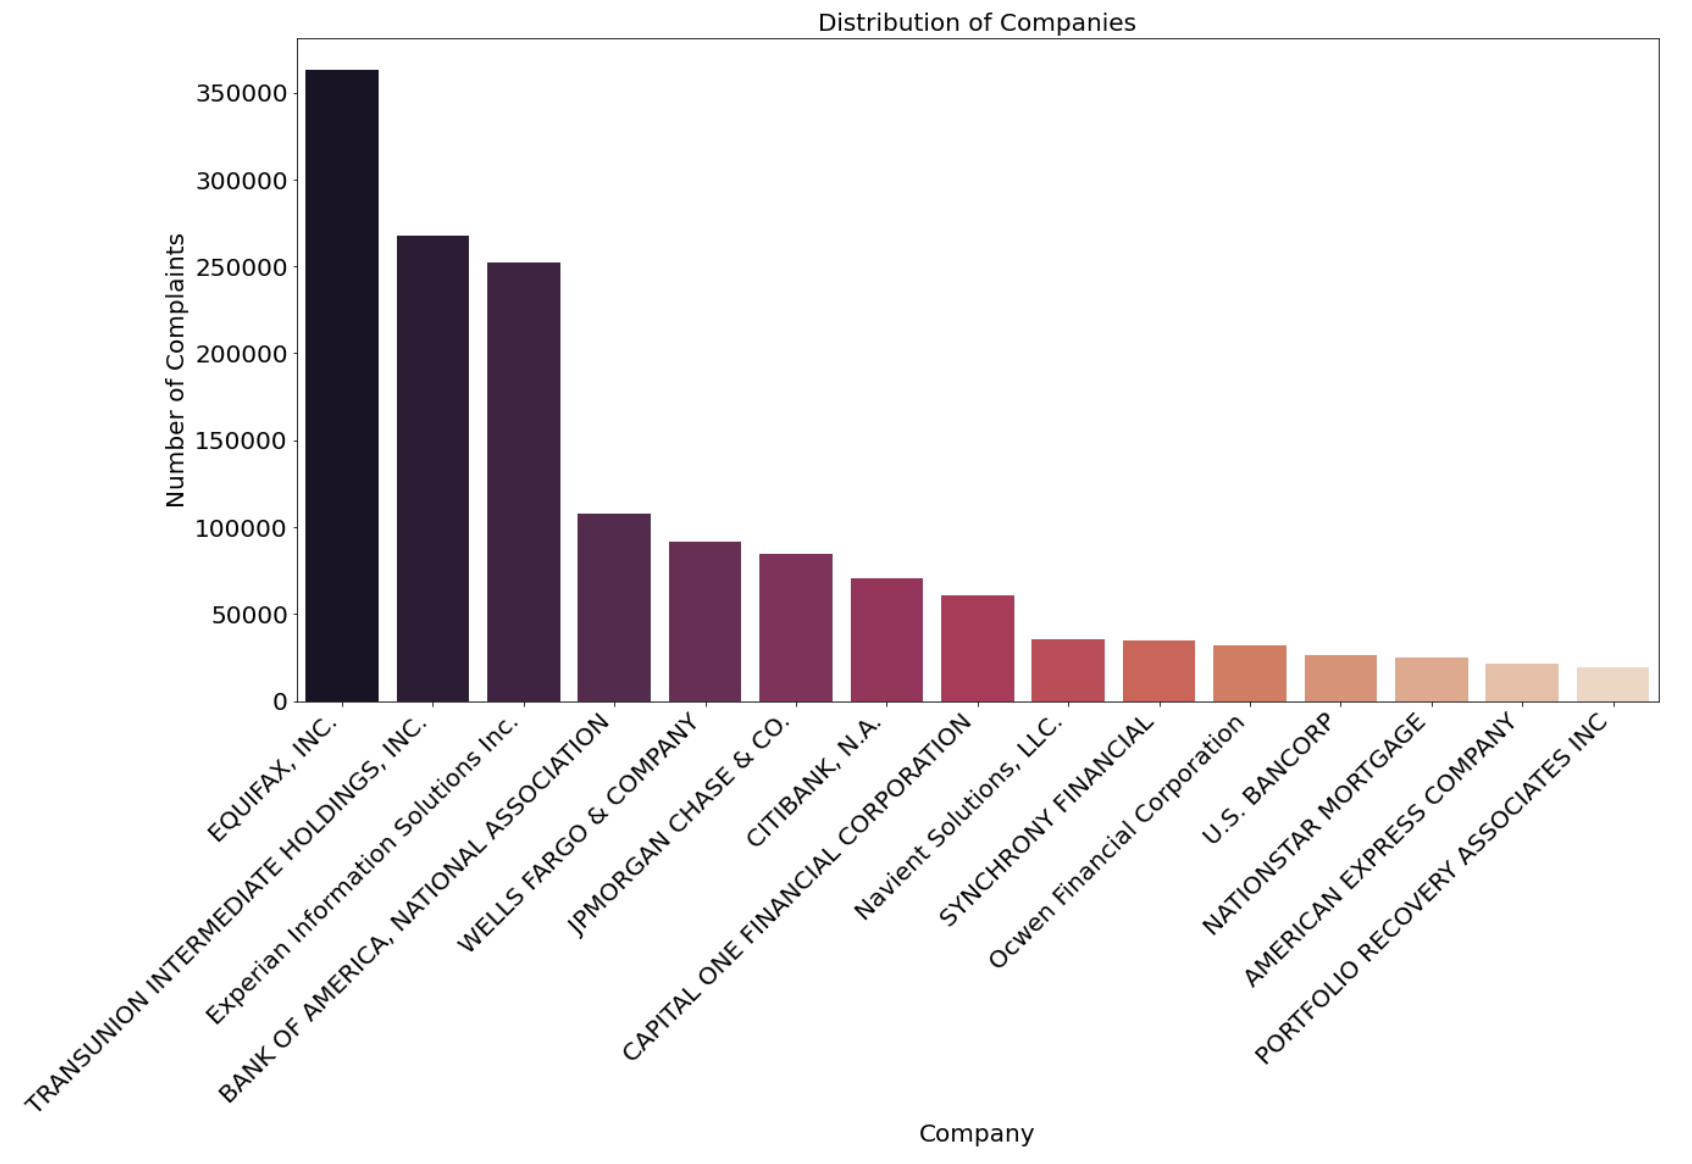 Distribution of Companies
Number of Complaints
350000
300000
250000
200000
150000
100000
50000
0
EQUIFAX, INC.
TRANSUNION INTERMEDIATE HOLDINGS, INC.
Experian Information Solutions Inc.
BANK OF AMERICA, NATIONAL ASSOCIATION
WELLS FARGO & COMPANY
JPMORGAN CHASE & CO.
CITIBANK, N.A.
CAPITAL ONE FINANCIAL CORPORATION
Navient Solutions, LLC.
SYNCHRONY FINANCIAL
Ocwen Financial Corporation
U.S. BANCORP
NATIONSTAR MORTGAGE
AMERICAN EXPRESS COMPANY
PORTFOLIO RECOVERY ASSOCIATES INC
Company